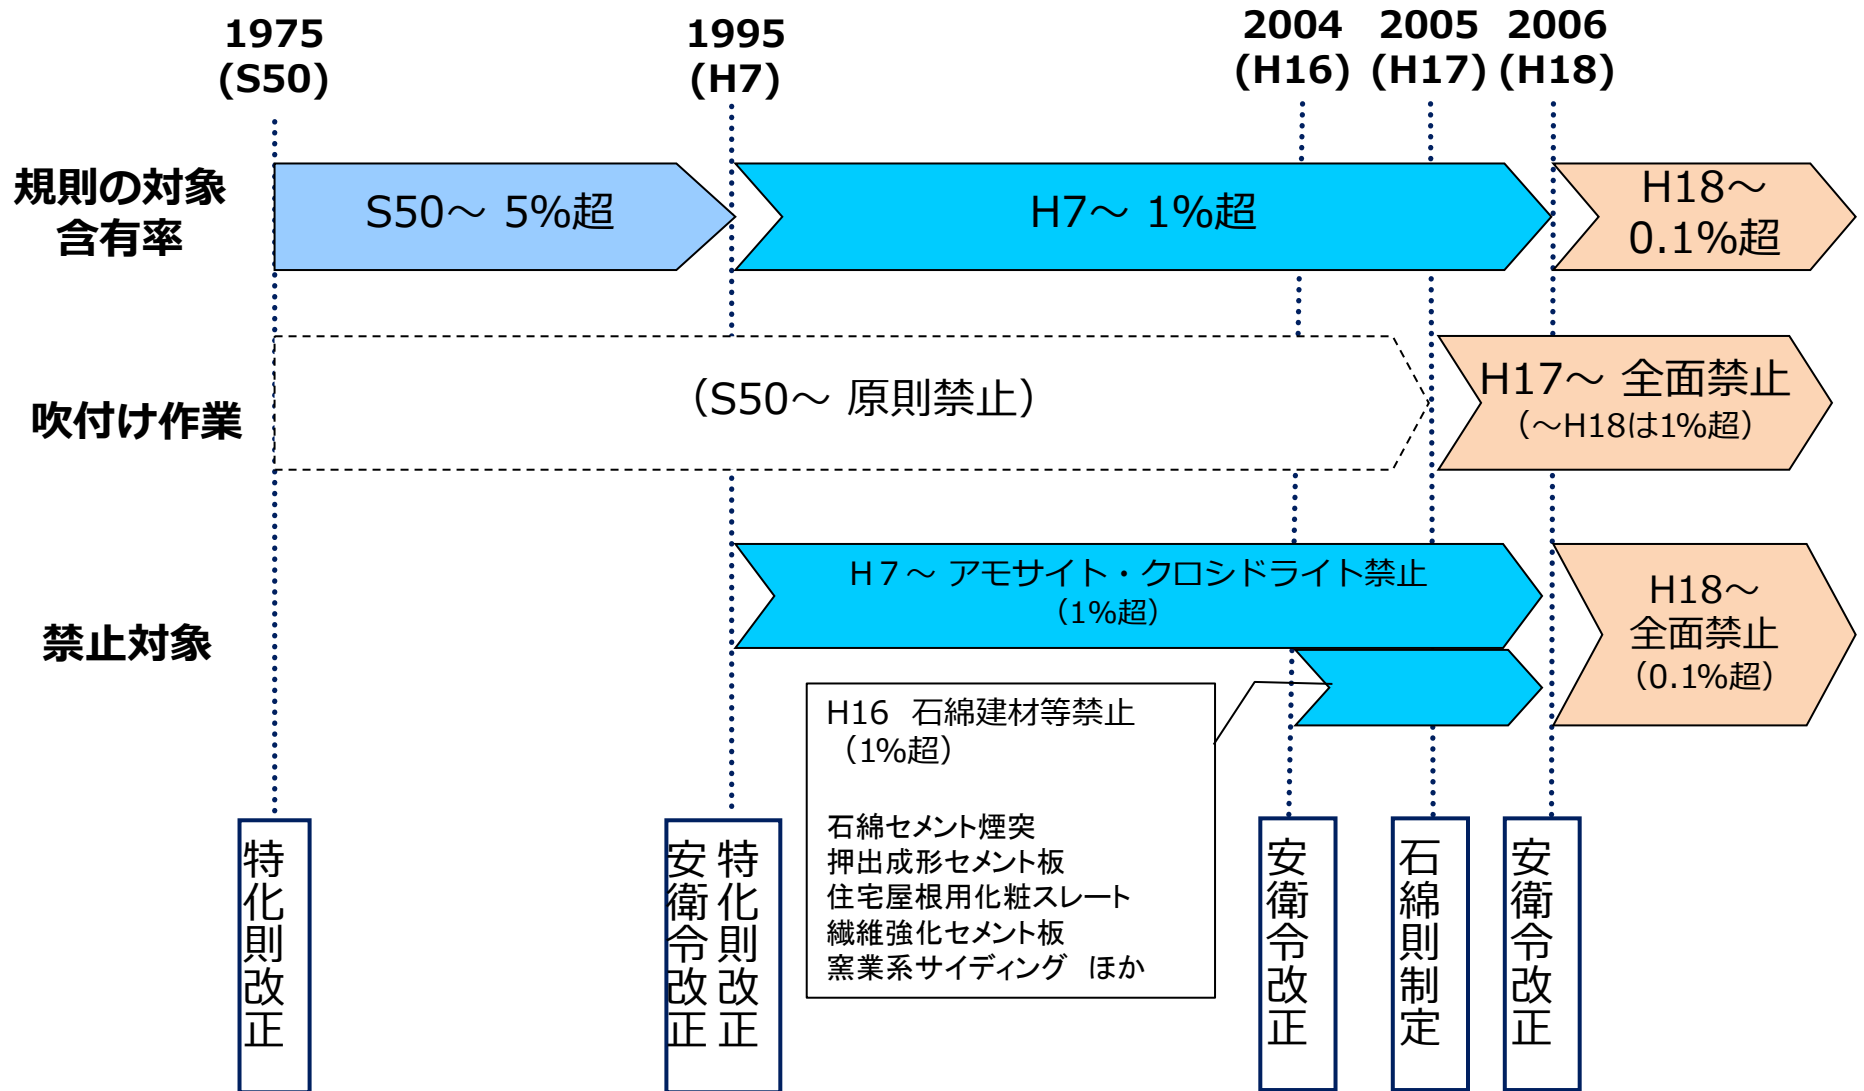 1975
(S50)
1995
(H7)
2004
(H16)
2005
(H17)
2006
(H18)
規則の対象
含有率
S50～ 5%超
H7～ 1%超
H18～
0.1%超
吹付け作業
（S50～ 原則禁止）
H17～ 全面禁止
（～H18は1%超）
禁止対象
H７～ アモサイト・クロシドライト禁止
（1%超）
H18～
全面禁止
（0.1%超）
H16 石綿建材等禁止
（1%超）
石綿セメント煙突
押出成形セメント板
住宅屋根用化粧スレート
繊維強化セメント板
窯業系サイディング ほか
特化則改正
特化則改正
安衛令改正
安衛令改正
石綿則制定
安衛令改正